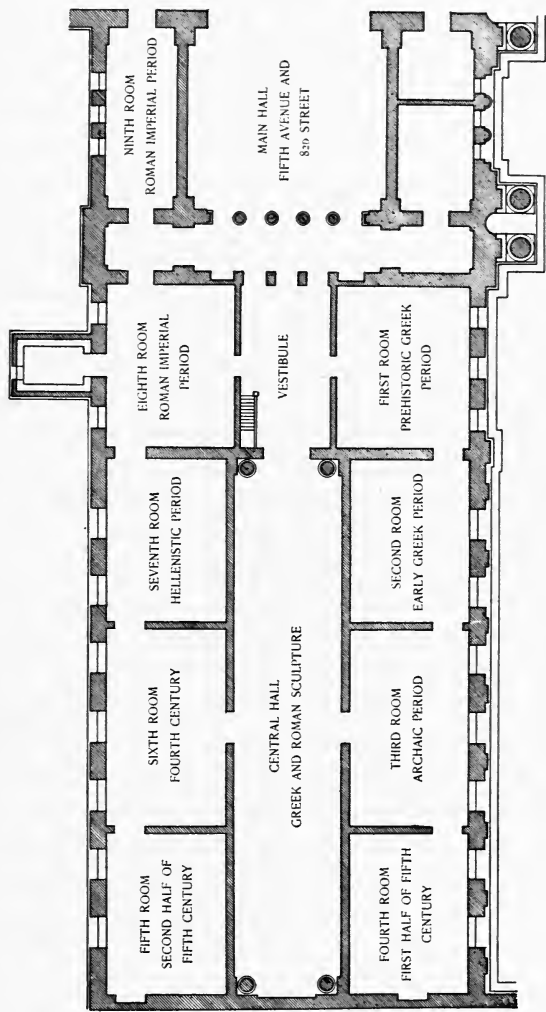 NINTH ROOM
ROMAN IMPERIAL PERIOD
MAIN HALL
FIFTH AVENUE AND
82D STREET
EIGHTH ROOM
ROMAN IMPERIAL
PERIOD
VESTIBULE
FIRST ROOM
PREHISTORIC GREEK
PERIOD
SEVENTH ROOM
HELLENISTIC PERIOD
SECOND ROOM
EARLY GREEK PERIOD
SIXTH ROOM
FOURTH CENTURY
CENTRAL HALL
GREEK AND ROMAN SCULPTURE
THIRD ROOM
ARCHAIC PERIOD
FIFTH ROOM
SECOND HALF OF
FIFTH CENTURY
FOURTH ROOM
FIRST HALF OF FIFTH
CENTURY